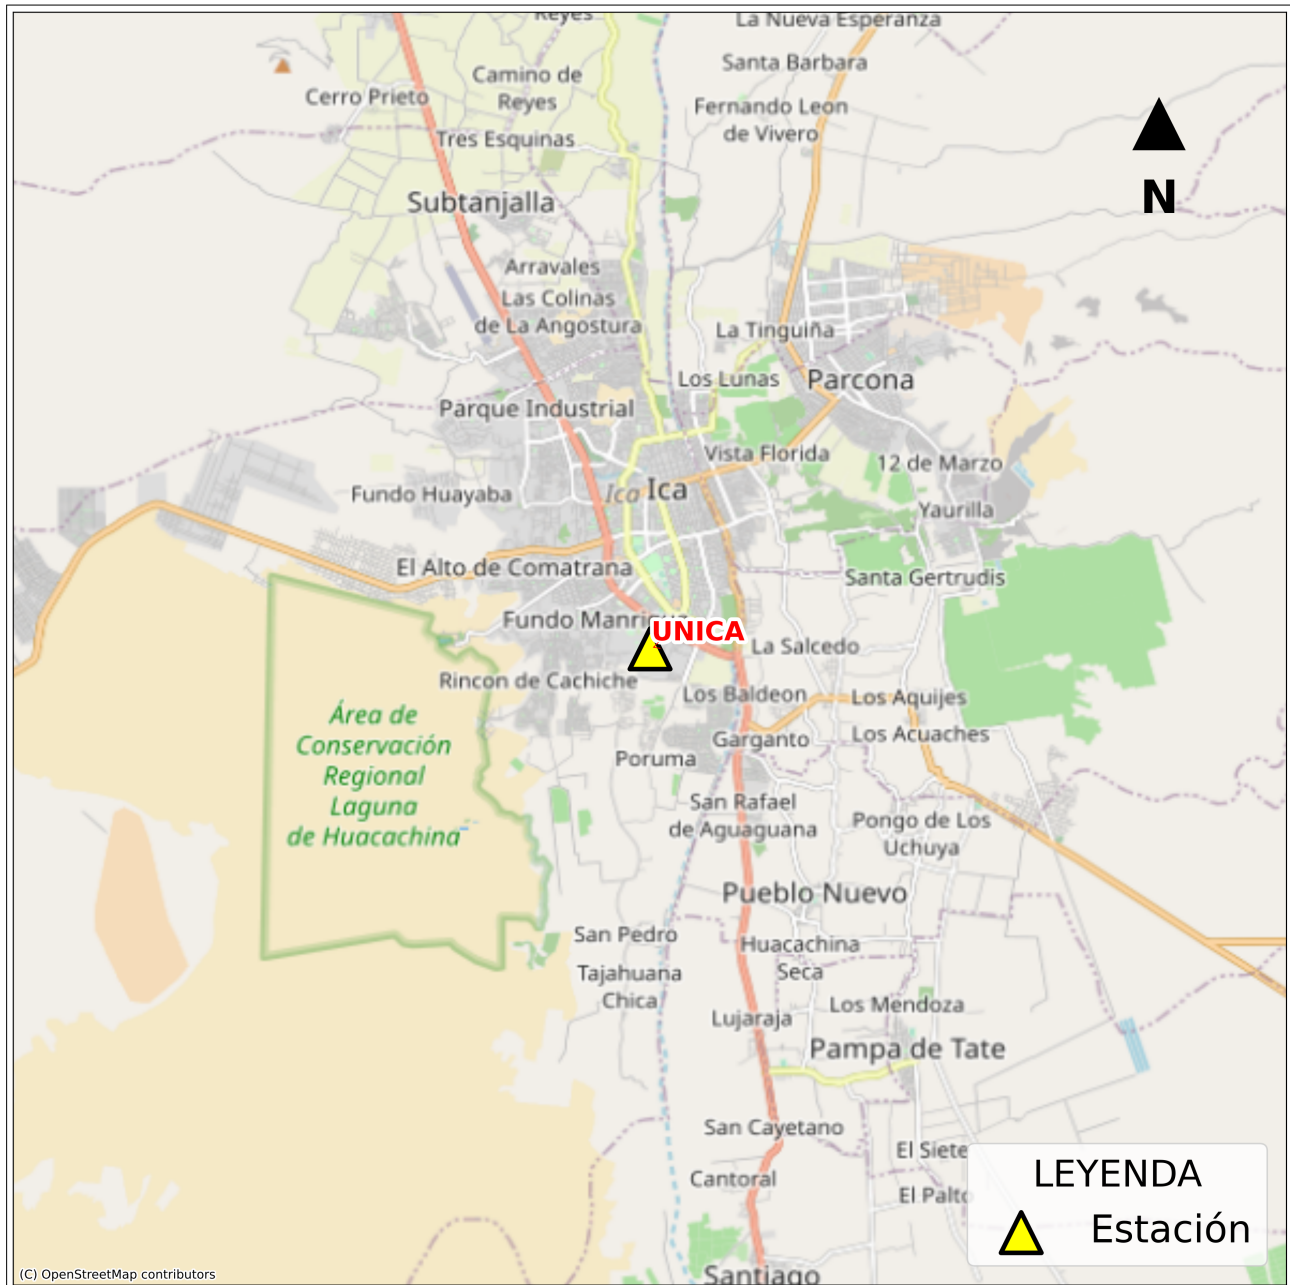 Reyes
La Nueva Esperanza
Santa Barbara
Camino de
Reyes
Cerro Prieto
Fernando Leon
de Vivero
Tres Esquinas
N
Subtanjalla
Arravales
Las Colinas
de La Angostura
La Tinguiña
Los Lunas
Parcona
Parque Industrial
Vista Florida
12 de Marzo
Fundo Huayaba
Ica Ica
Yaurilla
El Alto de Comatrana
Santa Gertrudis
Fundo
UNICA
La Salcedo
Rincon de Cachiche
Los Baldeon
Los Aquijes
Área de
Conservación
Regional
Laguna
de Huacachina
Garganto
Los Acuaches
Poruma
San Rafael
de Aguaguana
Pongo de Los
Uchuya
Pueblo Nuevo
San Pedro
Huacachina
Seca
Tajahuana
Chica
Los Mendoza
Lujaraja
Pampa de Tate
San Cayetano
El Siete
Cantoral
El Palto
LEYENDA
Estación
Santiago
(C) OpenStreetMap contributors